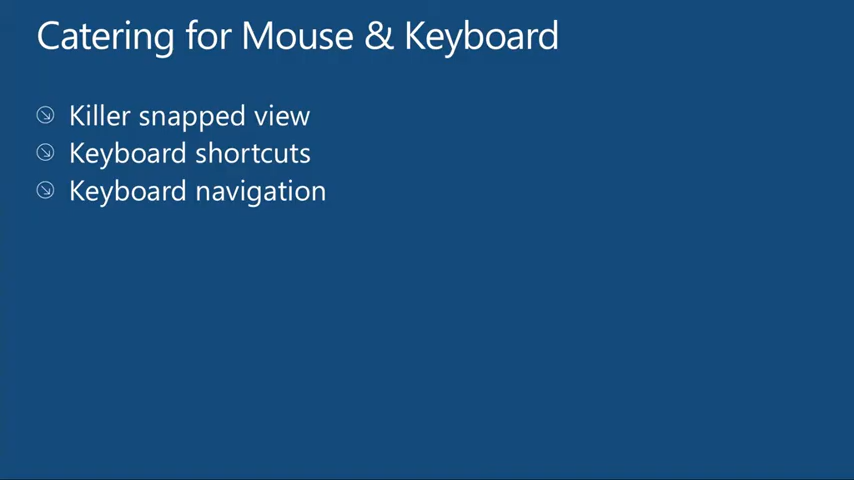 Catering for Mouse & Keyboard
Killer snapped view
Keyboard shortcuts
Keyboard navigation